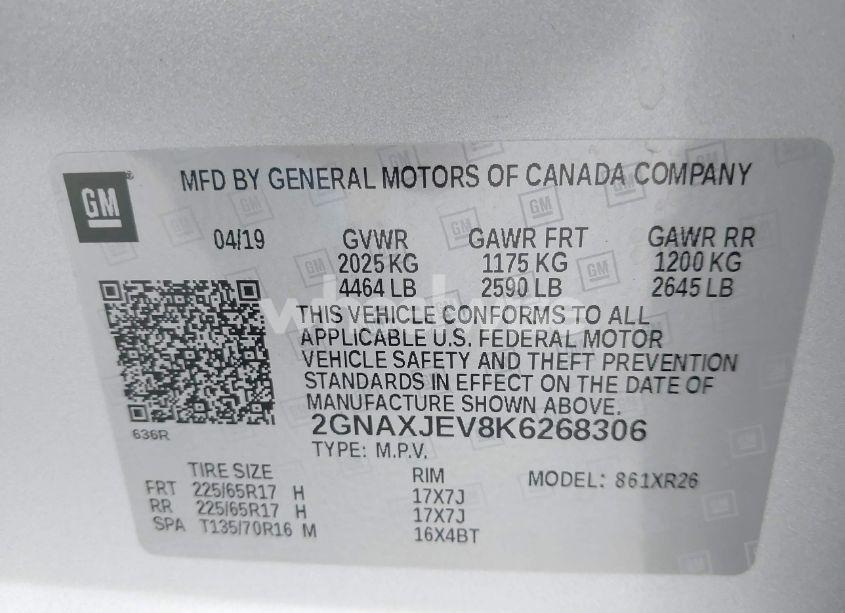 GM
MFD BY GENERAL MOTORS OF CANADA COMPANY
04/19 GVWR GAWR FRT GAWR RR
2025 KG 1175 KG 1200 KG
4464 LB 2590 LB 2645 LB
THIS VEHICLE CONFORMS TO ALL
APPLICABLE U.S. FEDERAL MOTOR
VEHICLE SAFETY AND THEFT PREVENTION
STANDARDS IN EFFECT ON THE DATE OF
MANUFACTURE SHOWN ABOVE.
2GNAXJEV8K6268306
636R
TYPE: M.P.V.
TIRE SIZE RIM MODEL: 861XR26
FRT 225/65R17 H 17X7J
RR 225/65R17 H 17X7J
SPA T135/70R16 M 16X4BT